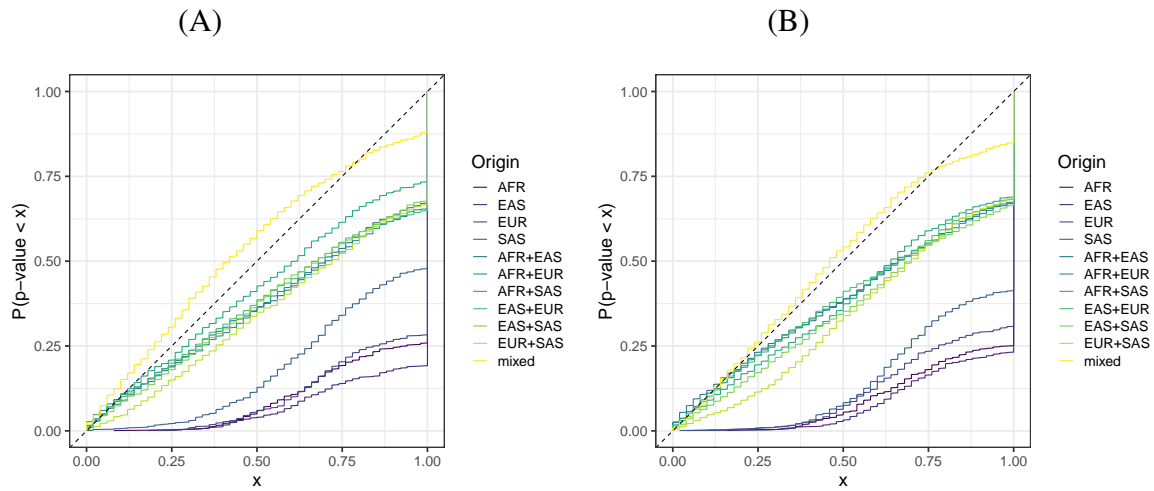 (A)
(B)
P(p−value < x)
1.00
0.75
0.50
0.25
0.00
0.00
0.25
0.50
0.75
1.00
x
Origin
AFR
EAS
EUR
SAS
AFR+EAS
AFR+EUR
AFR+SAS
EAS+EUR
EAS+SAS
EUR+SAS
mixed
P(p−value < x)
1.00
0.75
0.50
0.25
0.00
0.00
0.25
0.50
0.75
1.00
x
Origin
AFR
EAS
EUR
SAS
AFR+EAS
AFR+EUR
AFR+SAS
EAS+EUR
EAS+SAS
EUR+SAS
mixed